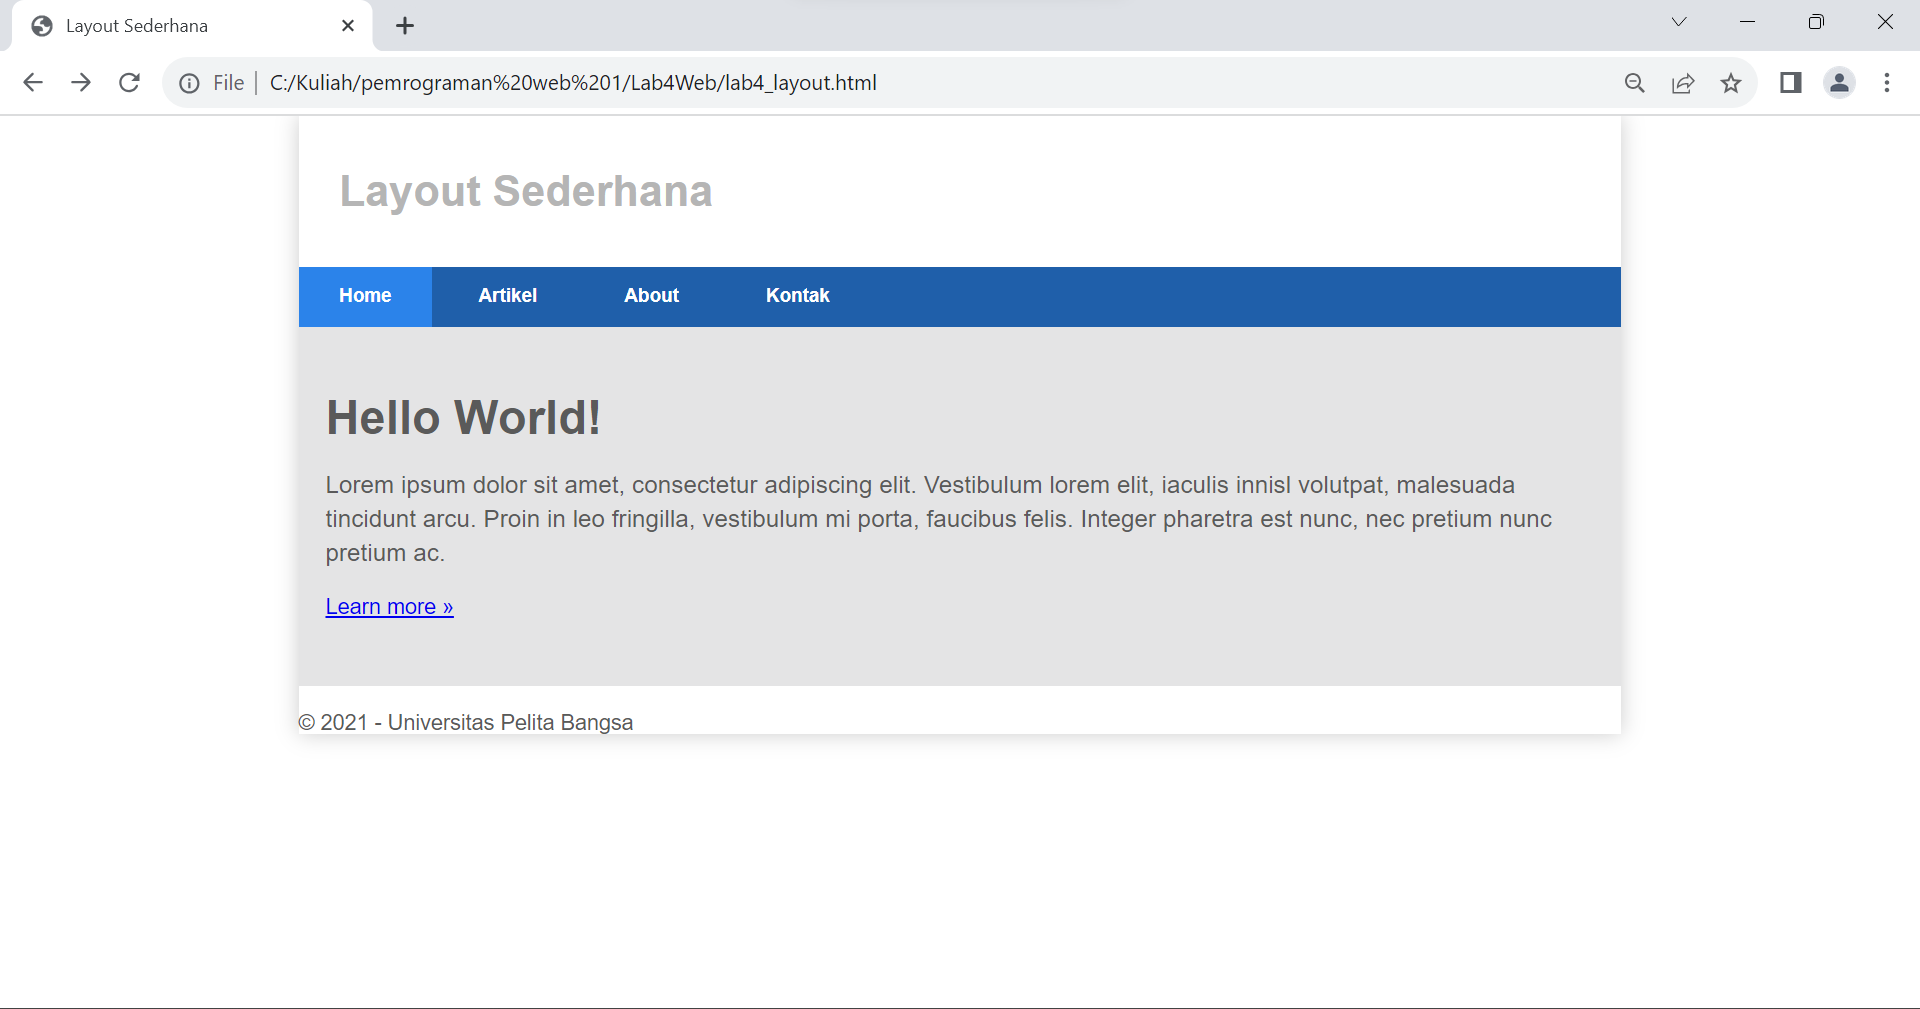 Layout Sederhana
File C:/Kuliah/pemrograman%20web%201/Lab4Web/lab4_layout.html
Layout Sederhana
Home Artikel About Kontak
Hello World!
Lorem ipsum dolor sit amet, consectetur adipiscing elit. Vestibulum lorem elit, iaculis innisl volutpat, malesuada
tincidunt arcu. Proin in leo fringilla, vestibulum mi porta, faucibus felis. Integer pharetra est nunc, nec pretium nunc
pretium ac.
Learn more »
© 2021 - Universitas Pelita Bangsa